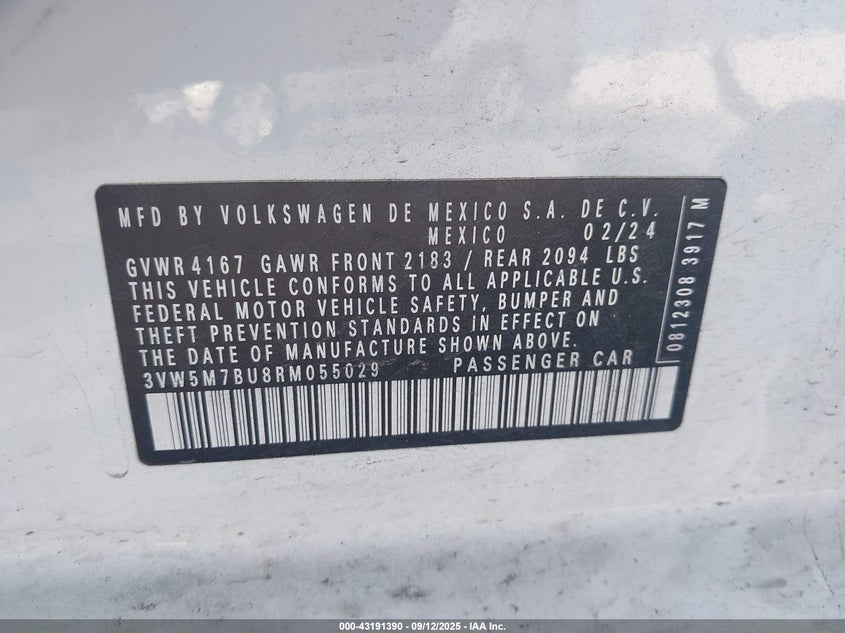 MFD BY VOLKSWAGEN DE MEXICO S.A. DE C.V.
MEXICO 02/24
GVWR 4167 GAWR FRONT 2183 / REAR 2094 LBS
THIS VEHICLE CONFORMS TO ALL APPLICABLE U.S.
FEDERAL MOTOR VEHICLE SAFETY, BUMPER AND
THEFT PREVENTION STANDARDS IN EFFECT ON
THE DATE OF MANUFACTURE SHOWN ABOVE.
3VW5M7BU8RM055029 PASSENGER CAR
0812308 3917 M
000-43191390 - 09/12/2025 - IAA Inc.